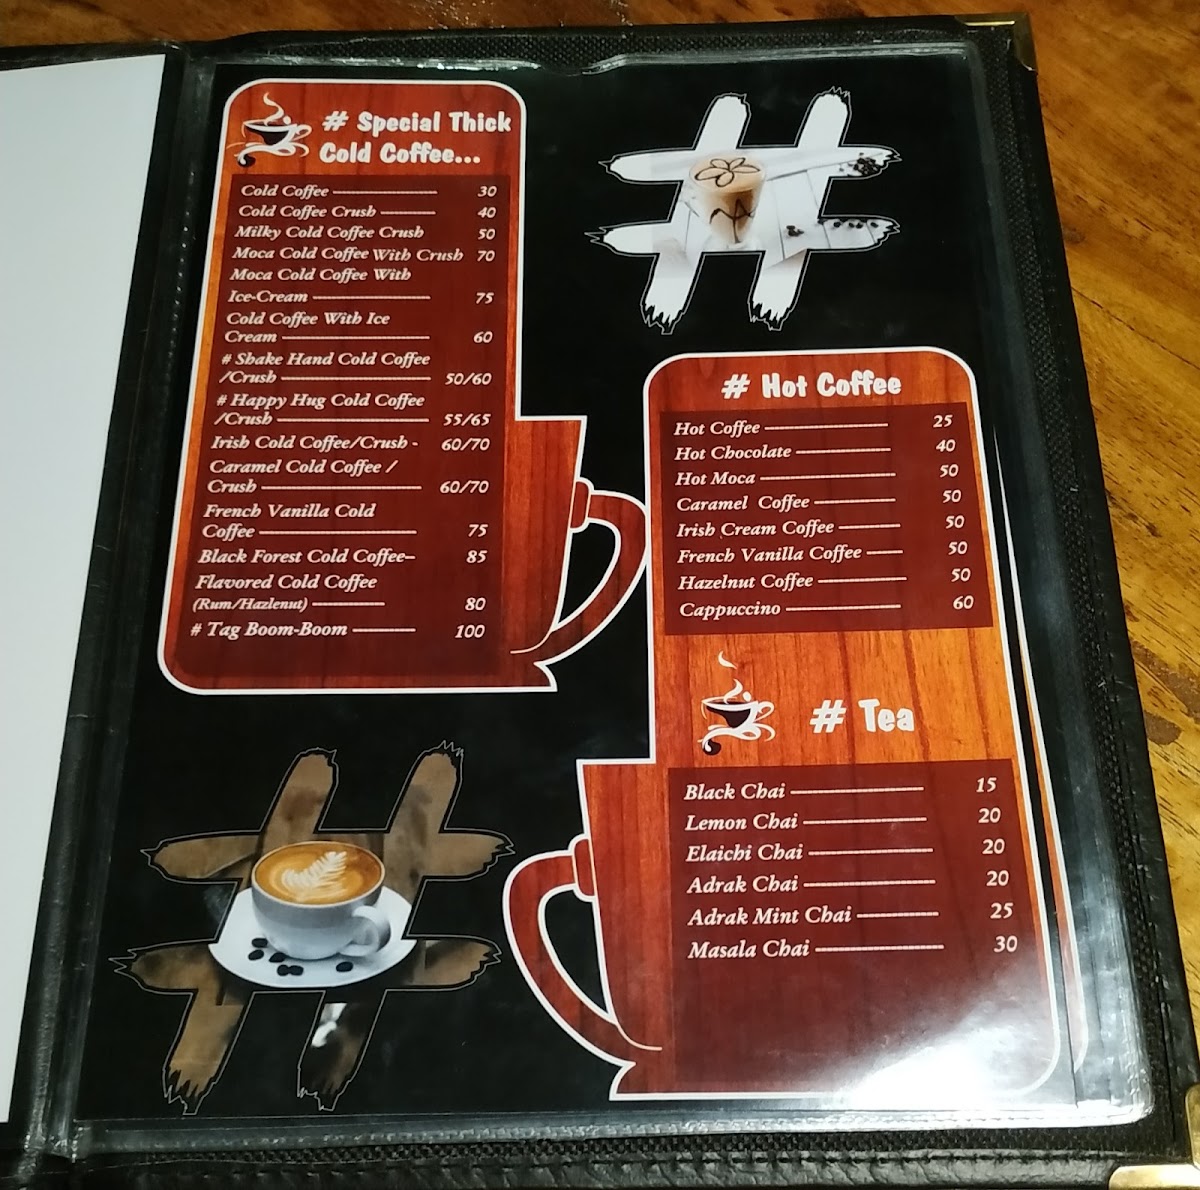 # Special Thick
Cold Coffee...
Cold Coffee 30
Cold Coffee Crush 40
Milky Cold Coffee Crush 50
Moca Cold Coffee With Crush 70
Moca Cold Coffee With
Ice-Cream 75
Cold Coffee With Ice
Cream 60
# Shake Hand Cold Coffee
/Crush 50/60
# Happy Hug Cold Coffee
/Crush 55/65
Irish Cold Coffee/Crush - 60/70
Caramel Cold Coffee /
Crush 60/70
French Vanilla Cold
Coffee 75
Black Forest Cold Coffee 85
Flavored Cold Coffee
(Rum/Hazlenut) 80
# Tag Boom-Boom 100
# Hot Coffee
Hot Coffee 25
Hot Chocolate 40
Hot Moca 50
Caramel Coffee 50
Irish Cream Coffee 50
French Vanilla Coffee 50
Hazelnut Coffee 50
Cappuccino 60
# Tea
Black Chai 15
Lemon Chai 20
Elaichi Chai 20
Adrak Chai 20
Adrak Mint Chai 25
Masala Chai 30